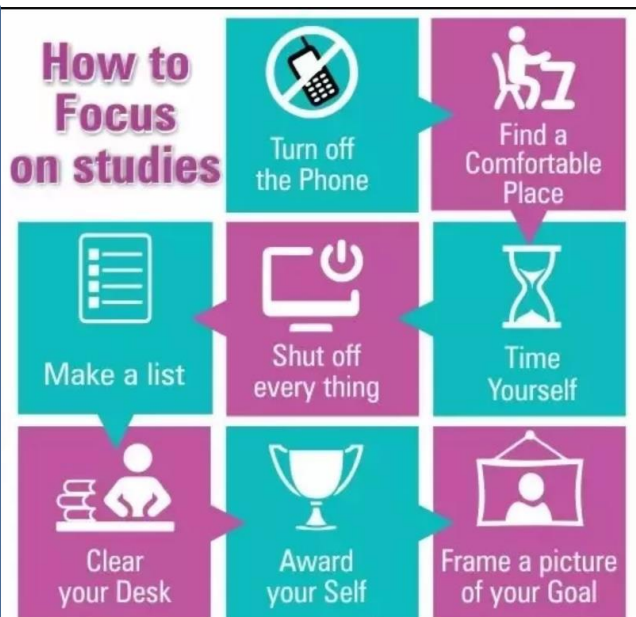 How to
Focus
on studies
Turn off
the Phone
Find a
Comfortable
Place
Time
Yourself
Shut off
every thing
Make a list
Clear
your Desk
Award
your Self
Frame a picture
of your Goal